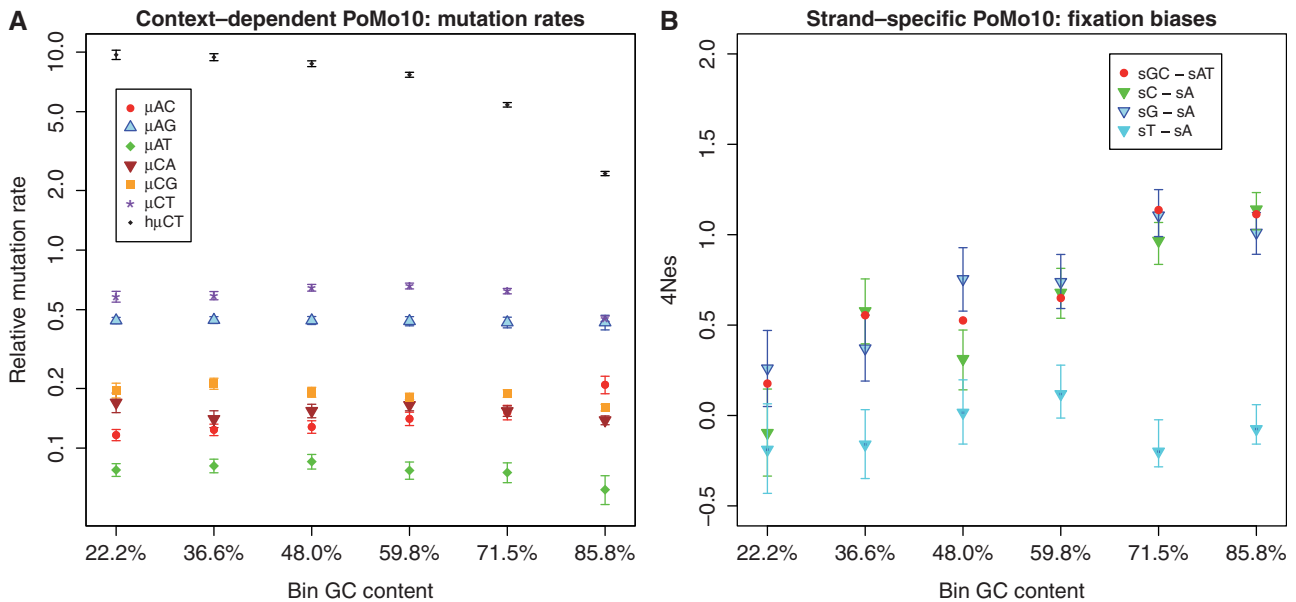 A
Context–dependent PoMo10: mutation rates
Relative mutation rate
10.0
5.0
2.0
1.0
0.5
0.2
0.1
μAC
μAG
μAT
μCA
μCG
μCT
hμCT
22.2%
36.6%
48.0%
59.8%
71.5%
85.8%
Bin GC content
B
Strand–specific PoMo10: fixation biases
4Nes
2.0
1.5
1.0
0.5
0.0
−0.5
sGC – sAT
sC – sA
sG – sA
sT – sA
22.2%
36.6%
48.0%
59.8%
71.5%
85.8%
Bin GC content